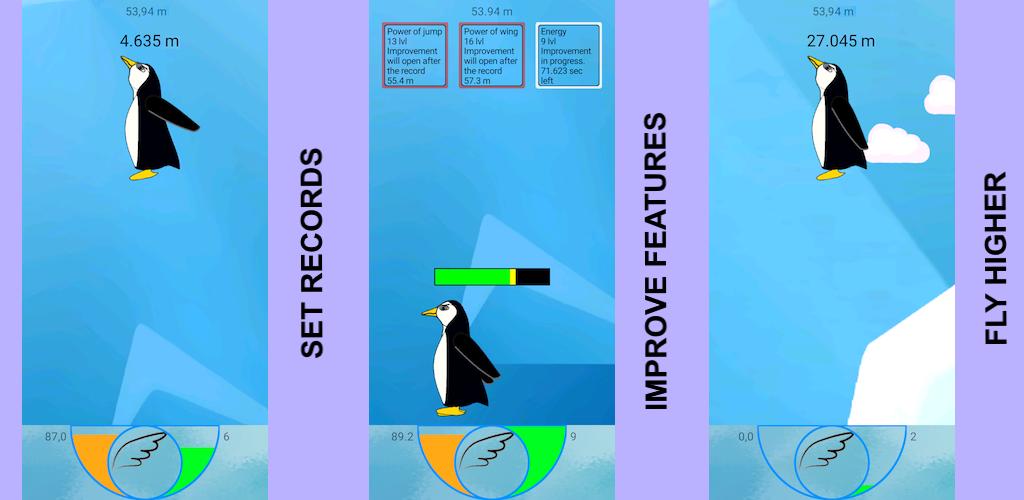 53,94 m
4.635 m
87,0
6
SET RECORDS
53.94 m
Power of jump
13 lvl
Improvement
will open after
the record
55.4 m
Power of wing
16 lvl
Improvement
will open after
the record
57.3 m
Energy
9 lvl
Improvement
in progress.
71.623 sec
left
89.2
9
IMPROVE FEATURES
53,94 m
27.045 m
0,0
2
FLY HIGHER